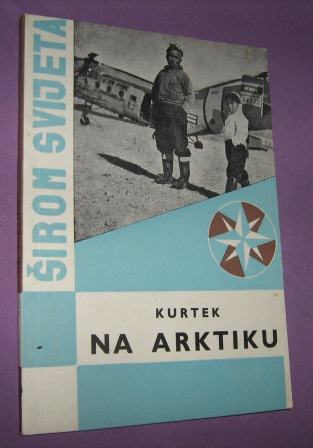 ŠIROM SVIJETA
KURTEK
NA ARKTIKU